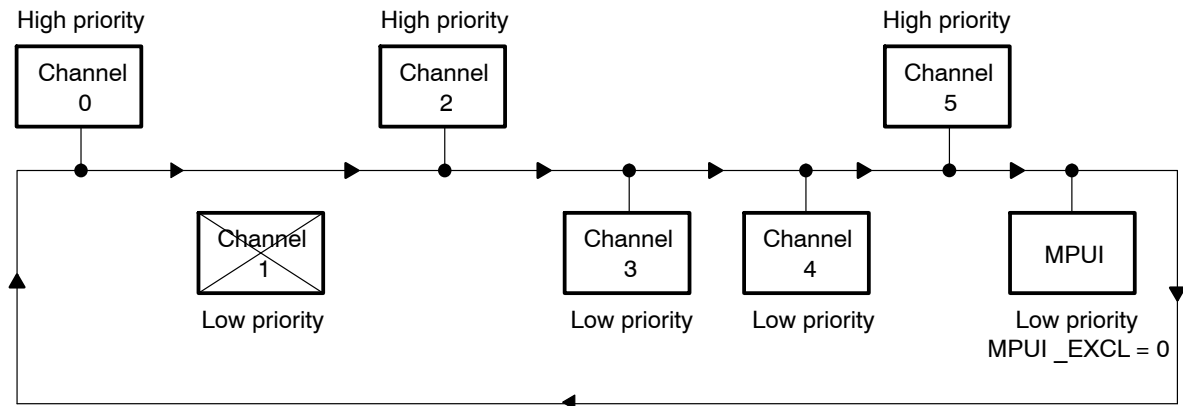 High priority
High priority
High priority
Channel
0
Channel
2
Channel
5
Channel
1
Channel
3
Channel
4
MPUI
Low priority
Low priority
Low priority
Low priority
MPUI _EXCL = 0